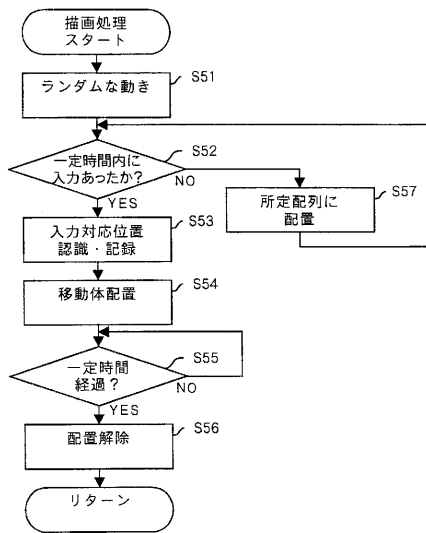 描画処理
スタート
S51
ランダムな動き
S52
一定時間内に
入力あったか?
NO
YES
S57
所定配列に
配置
S53
入力対応位置
認識・記録
S54
移動体配置
S55
一定時間
経過?
NO
YES
S56
配置解除
リターン